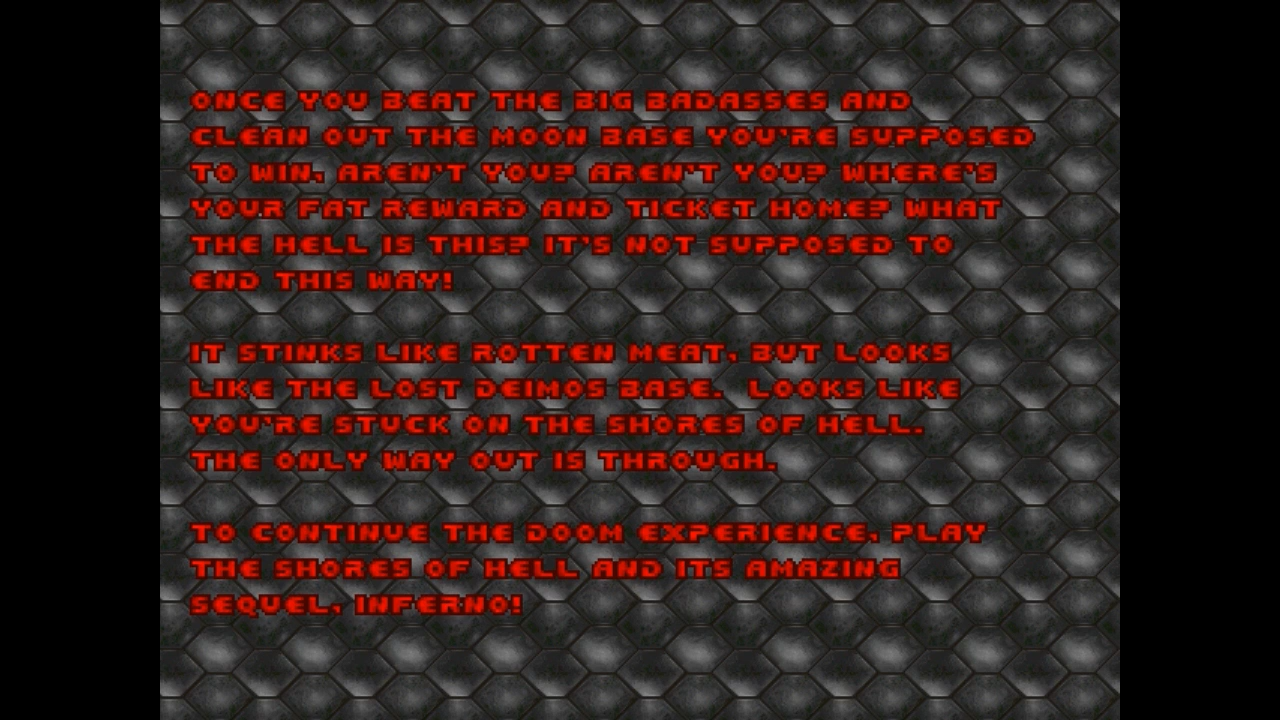 ONCE YOU BEAT THE BIG BADASSES AND
CLEAN OUT THE MOON BASE YOU'RE SUPPOSED
TO WIN, AREN'T YOU? AREN'T YOU? WHERE'S
YOUR FAT REWARD AND TICKET HOME? WHAT
THE HELL IS THIS? IT'S NOT SUPPOSED TO
END THIS WAY!
IT STINKS LIKE ROTTEN MEAT, BUT LOOKS
LIKE THE LOST DEIMOS BASE.  LOOKS LIKE
YOU'RE STUCK ON THE SHORES OF HELL.
THE ONLY WAY OUT IS THROUGH.
TO CONTINUE THE DOOM EXPERIENCE, PLAY
THE SHORES OF HELL AND ITS AMAZING
SEQUEL, INFERNO!